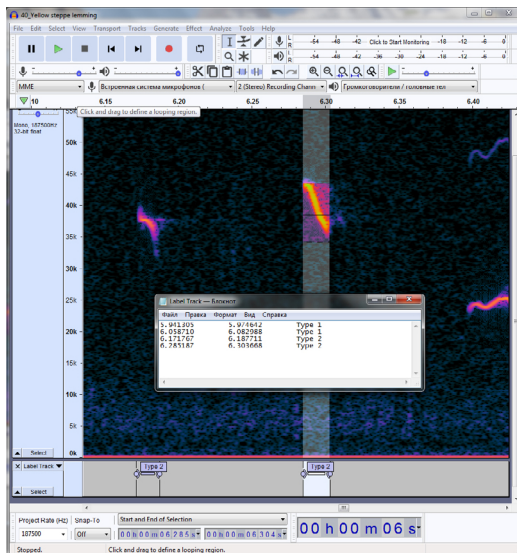 40_Yellow steppe lemming
File Edit Select View Transport Tracks Generate Effect Analyze Tools Help
L R -54 -48 -42 Click to Start Monitoring -18 -12 -6 0
L R -54 -48 -42 -36 -30 -24 -18 -12 -6 0
MME Встроенная система микрофонов ( 2 (Stereo) Recording Chann Громкоговорители / головные тел
10 6.15 6.20 6.25 6.30 6.35 6.40
Click and drag to define a looping region.
Mono, 187500Hz
32-bit float
55k
50k
45k
40k
35k
30k
25k
20k
15k
10k
5k
0k
Label Track — Блокнот
Файл Правка Формат Вид Справка
5.941305 5.974642 Type 1
6.058710 6.082988 Type 1
6.171767 6.187711 Type 2
6.285187 6.303668 Type 2
Select
Label Track Type 2 Type 2
Select
Project Rate (Hz) Snap-To Start and End of Selection
187500 Off 00 h 00 m 06.285 s 00 h 00 m 06.304 s 00 h 00 m 06 s
Stopped. Click and drag to define a looping region.